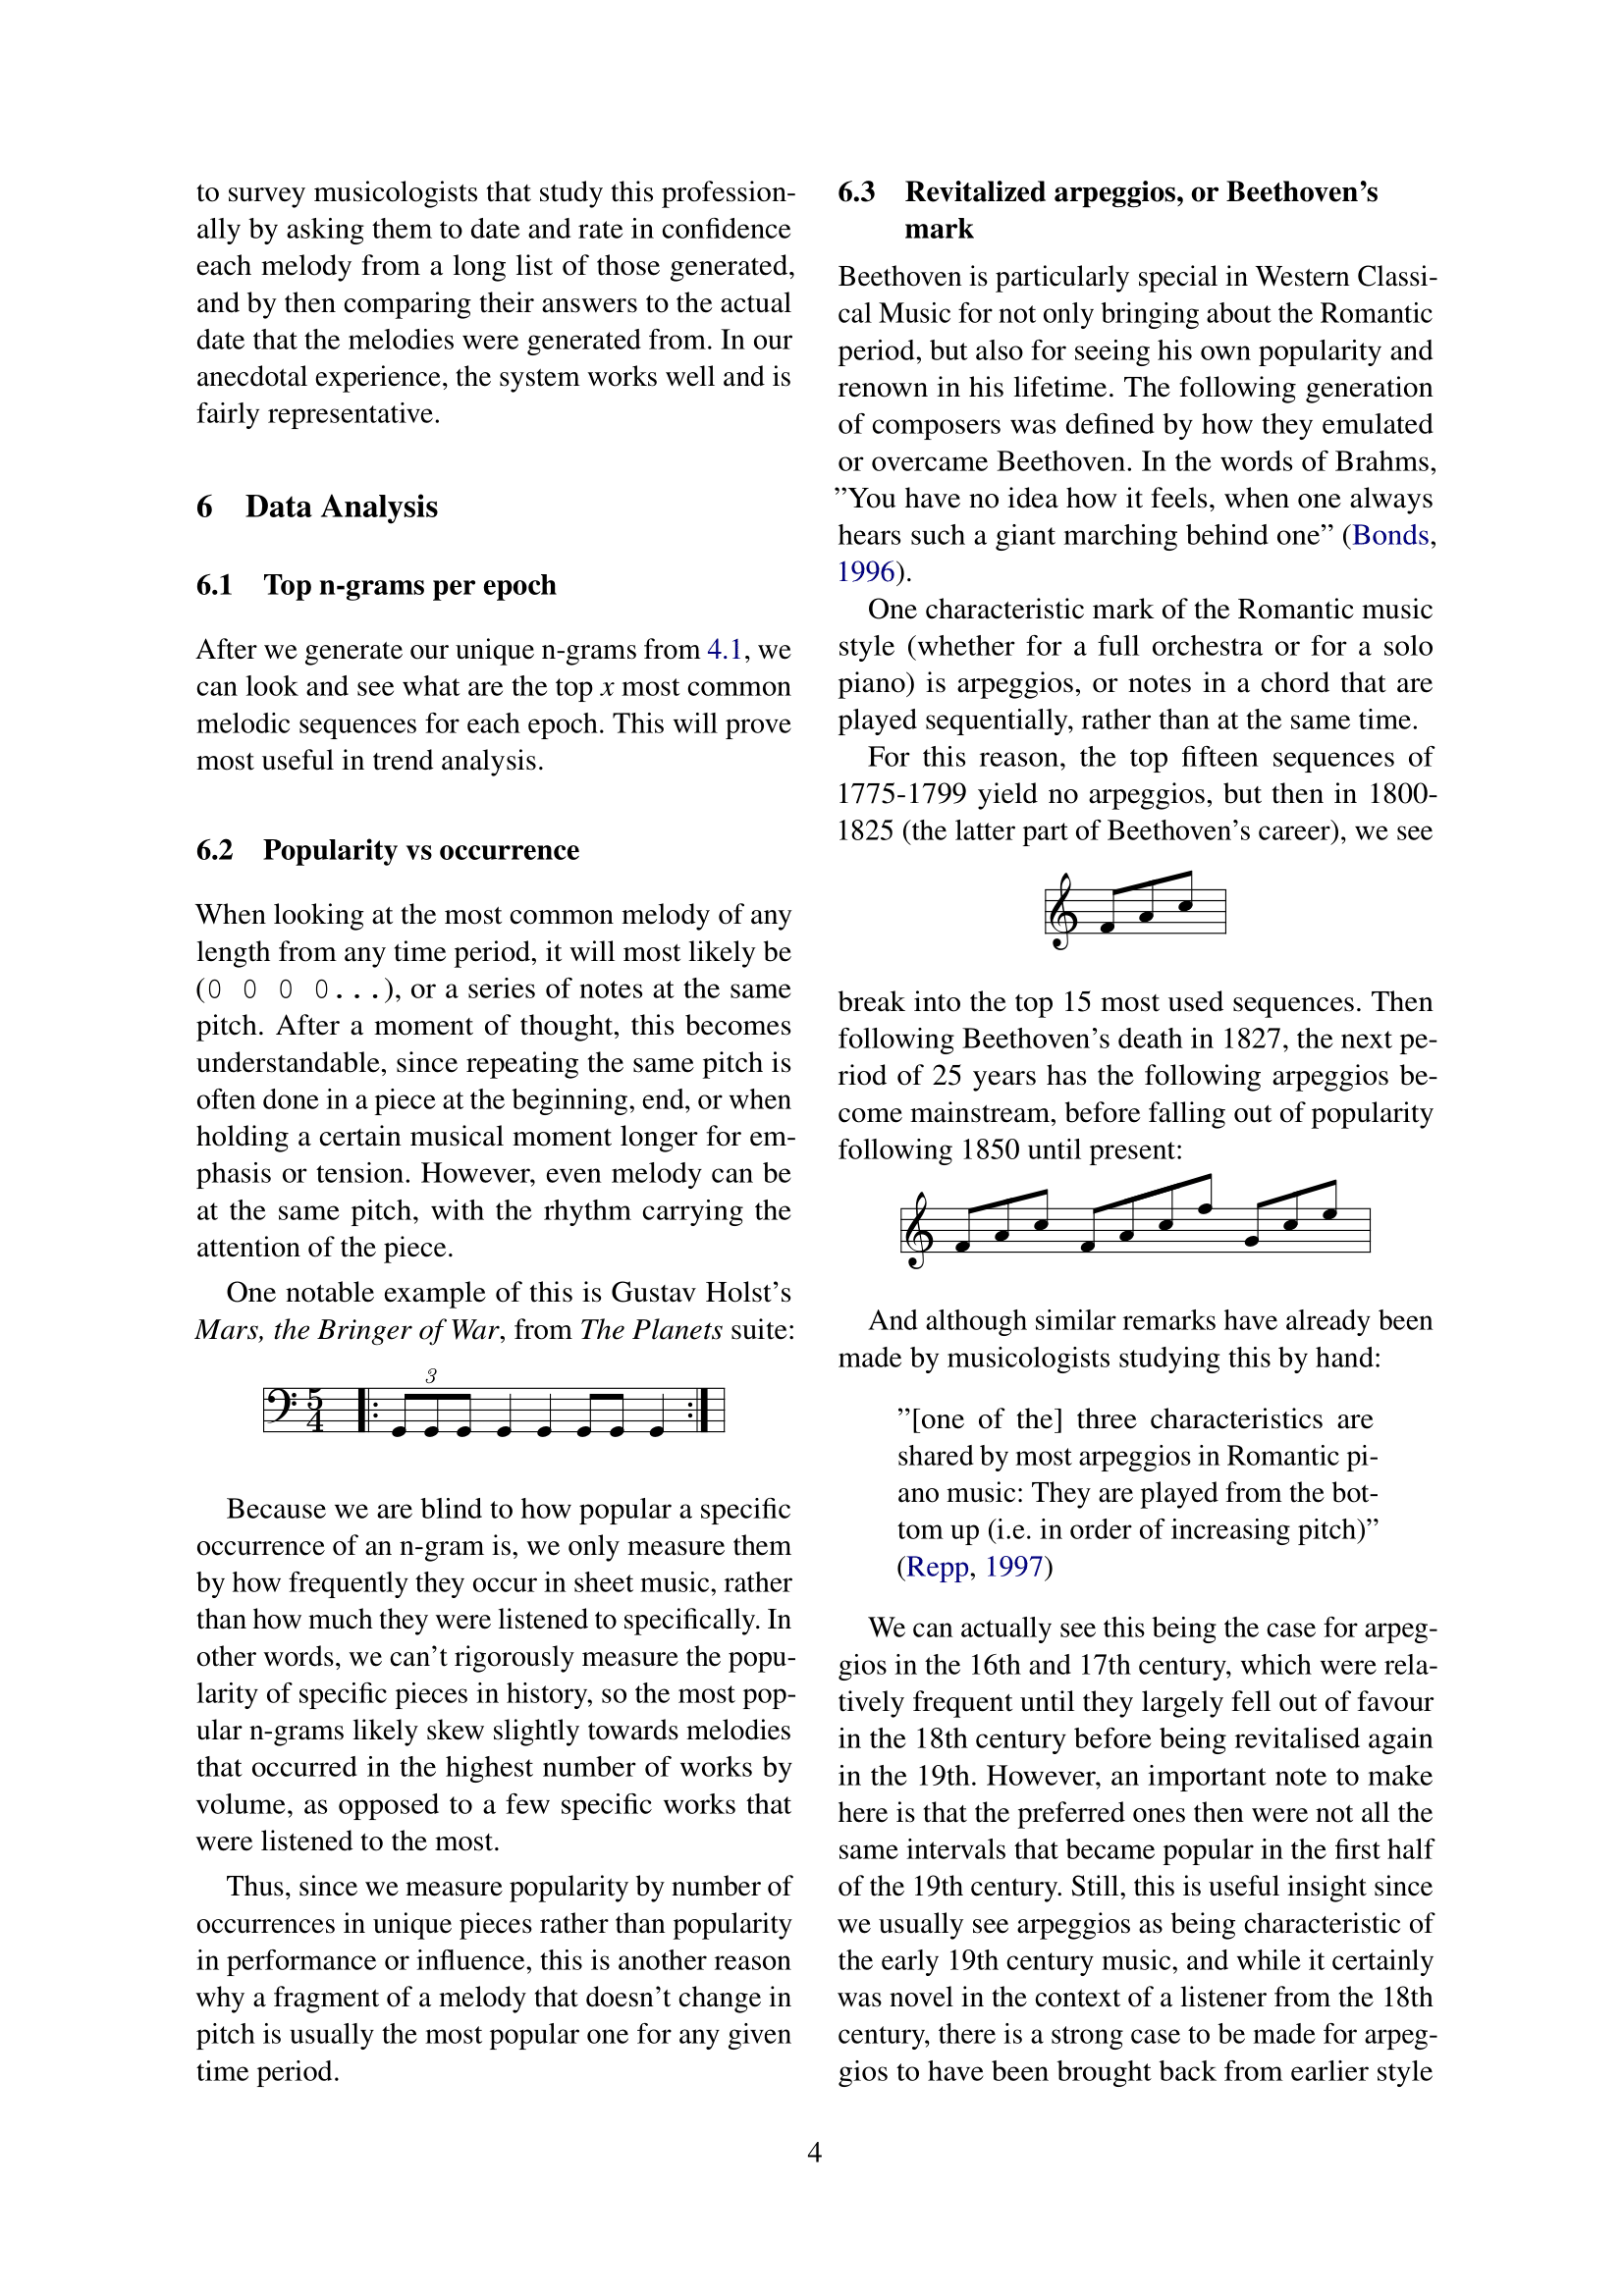 to survey musicologists that study this profession-
ally by asking them to date and rate in confidence
each melody from a long list of those generated,
and by then comparing their answers to the actual
date that the melodies were generated from. In our
anecdotal experience, the system works well and is
fairly representative.
6 Data Analysis
6.1 Top n-grams per epoch
After we generate our unique n-grams from 4.1, we
can look and see what are the top x most common
melodic sequences for each epoch. This will prove
most useful in trend analysis.
6.2 Popularity vs occurrence
When looking at the most common melody of any
length from any time period, it will most likely be
(0 0 0 0...), or a series of notes at the same
pitch. After a moment of thought, this becomes
understandable, since repeating the same pitch is
often done in a piece at the beginning, end, or when
holding a certain musical moment longer for em-
phasis or tension. However, even melody can be
at the same pitch, with the rhythm carrying the
attention of the piece.
One notable example of this is Gustav Holst's
Mars, the Bringer of War, from The Planets suite:
3
5
4
Because we are blind to how popular a specific
occurrence of an n-gram is, we only measure them
by how frequently they occur in sheet music, rather
than how much they were listened to specifically. In
other words, we can't rigorously measure the popu-
larity of specific pieces in history, so the most pop-
ular n-grams likely skew slightly towards melodies
that occurred in the highest number of works by
volume, as opposed to a few specific works that
were listened to the most.
Thus, since we measure popularity by number of
occurrences in unique pieces rather than popularity
in performance or influence, this is another reason
why a fragment of a melody that doesn't change in
pitch is usually the most popular one for any given
time period.
6.3 Revitalized arpeggios, or Beethoven's
mark
Beethoven is particularly special in Western Classi-
cal Music for not only bringing about the Romantic
period, but also for seeing his own popularity and
renown in his lifetime. The following generation
of composers was defined by how they emulated
or overcame Beethoven. In the words of Brahms,
”You have no idea how it feels, when one always
hears such a giant marching behind one” (Bonds,
1996).
One characteristic mark of the Romantic music
style (whether for a full orchestra or for a solo
piano) is arpeggios, or notes in a chord that are
played sequentially, rather than at the same time.
For this reason, the top fifteen sequences of
1775-1799 yield no arpeggios, but then in 1800-
1825 (the latter part of Beethoven's career), we see
break into the top 15 most used sequences. Then
following Beethoven's death in 1827, the next pe-
riod of 25 years has the following arpeggios be-
come mainstream, before falling out of popularity
following 1850 until present:
And although similar remarks have already been
made by musicologists studying this by hand:
”[one of the] three characteristics are
shared by most arpeggios in Romantic pi-
ano music: They are played from the bot-
tom up (i.e. in order of increasing pitch)”
(Repp, 1997)
We can actually see this being the case for arpeg-
gios in the 16th and 17th century, which were rela-
tively frequent until they largely fell out of favour
in the 18th century before being revitalised again
in the 19th. However, an important note to make
here is that the preferred ones then were not all the
same intervals that became popular in the first half
of the 19th century. Still, this is useful insight since
we usually see arpeggios as being characteristic of
the early 19th century music, and while it certainly
was novel in the context of a listener from the 18th
century, there is a strong case to be made for arpeg-
gios to have been brought back from earlier style
4